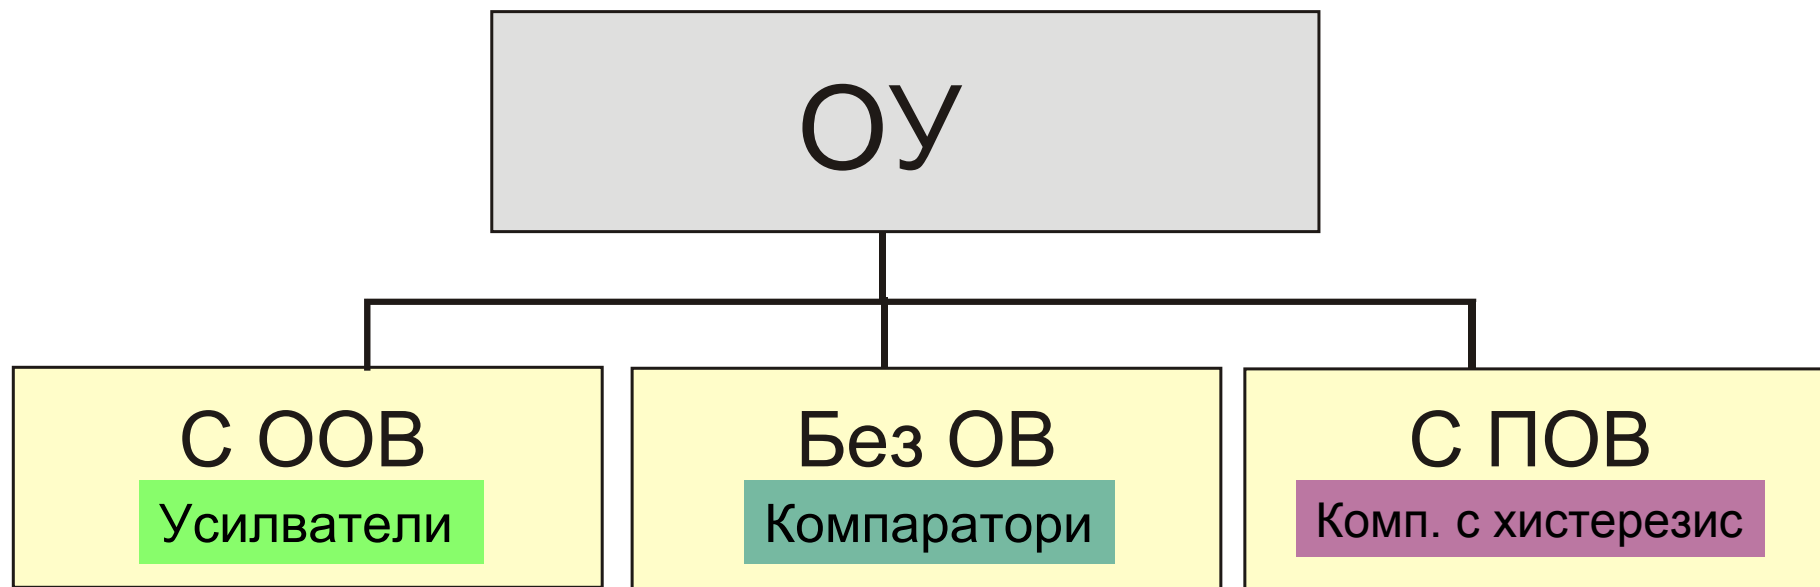 ОУ
С ООВ
Усилватели
Без ОВ
Компаратори
С ПОВ
Комп. с хистерезис